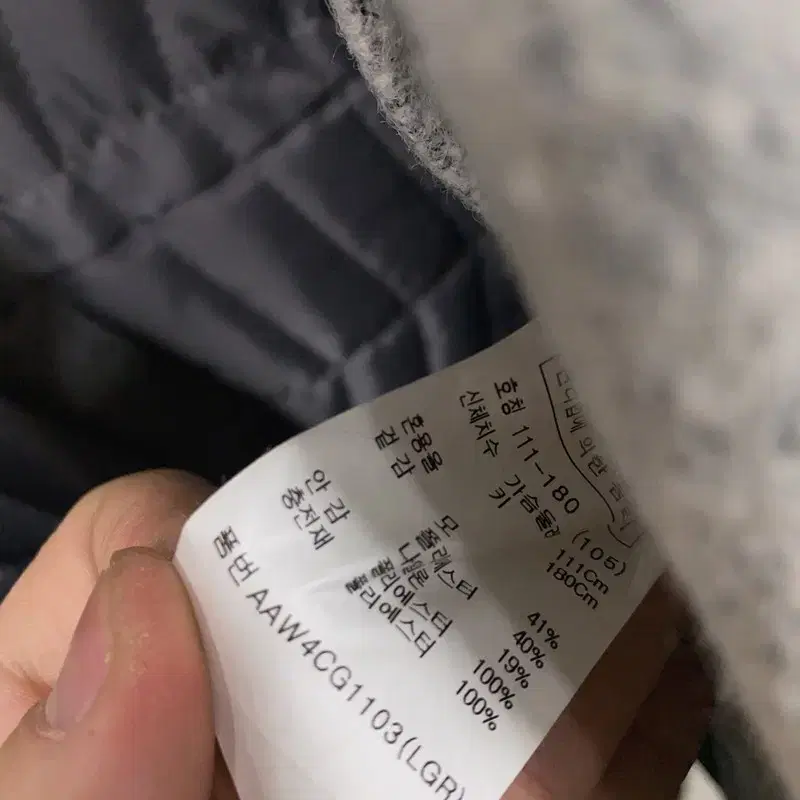 의한
호칭 111-180 (105)
신체치수 가슴둘레 111Cm
키 180Cm
혼용율
겉 감 모 41%
폴리에스터 40%
나일론 19%
안 감 폴리에스터 100%
충전재 폴리에스터 100%
품번 AAW4CG1103(LGR)